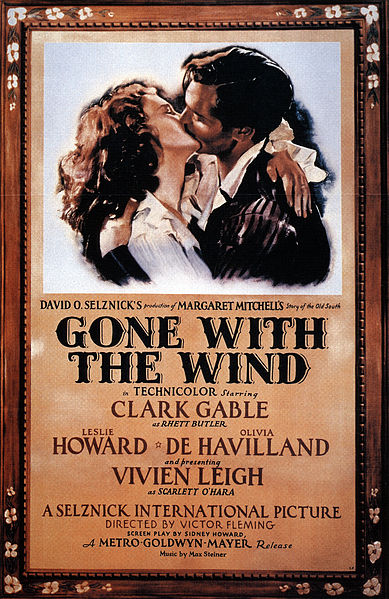 DAVID O. SELZNICK'S production of MARGARET MITCHELL'S Story of the Old South
GONE WITH
THE WIND
in TECHNICOLOR starring
CLARK GABLE
as RHETT BUTLER
LESLIE OLIVIA
HOWARD ★ DE HAVILLAND
and presenting
VIVIEN LEIGH
as SCARLETT O'HARA
A SELZNICK INTERNATIONAL PICTURE
DIRECTED BY VICTOR FLEMING
SCREEN PLAY BY SIDNEY HOWARD,
A METRO-GOLDWYN-MAYER Release
Music by Max Steiner